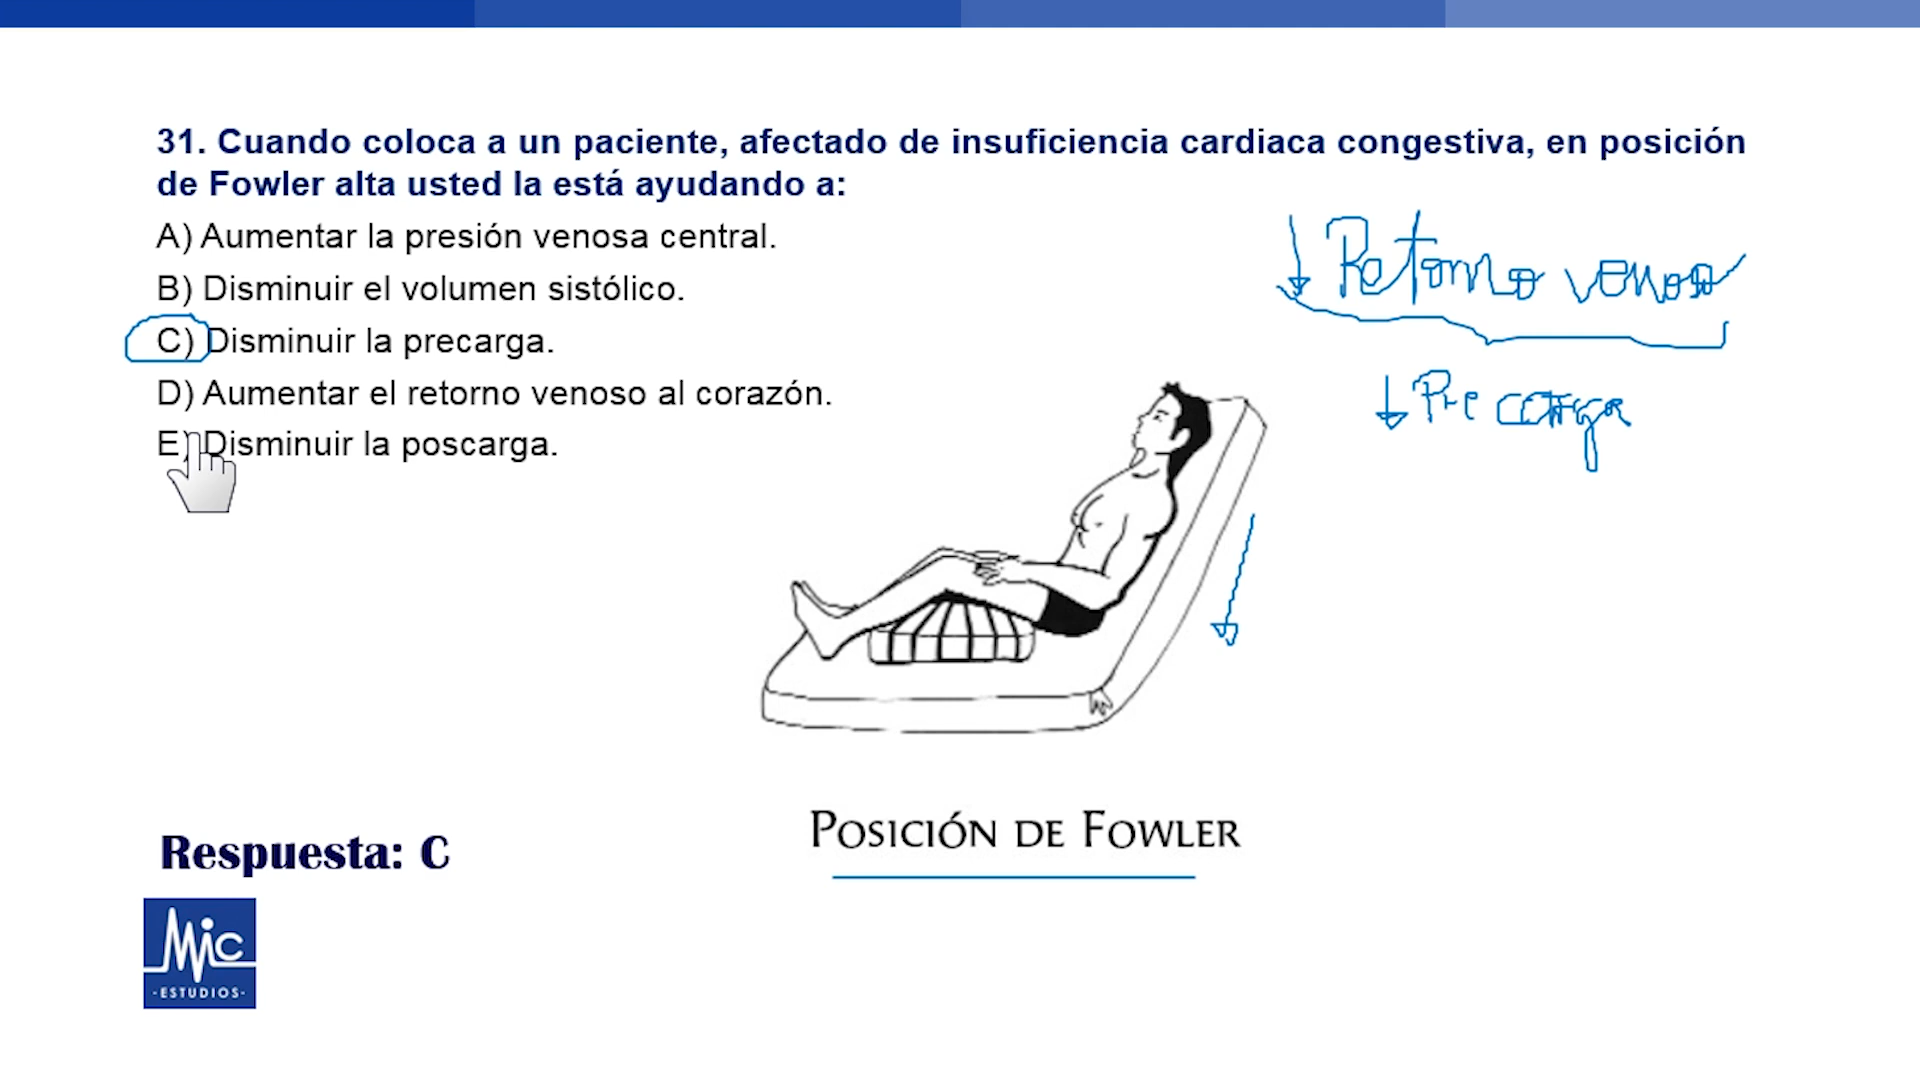 31. Cuando coloca a un paciente, afectado de insuficiencia cardiaca congestiva, en posición
de Fowler alta usted la está ayudando a:
A) Aumentar la presión venosa central.
B) Disminuir el volumen sistólico.
C) Disminuir la precarga.
D) Aumentar el retorno venoso al corazón.
E) Disminuir la poscarga.
↓ Retorno venoso
↓ Precarga
POSICIÓN DE FOWLER
Respuesta: C
Mic
·ESTUDIOS·